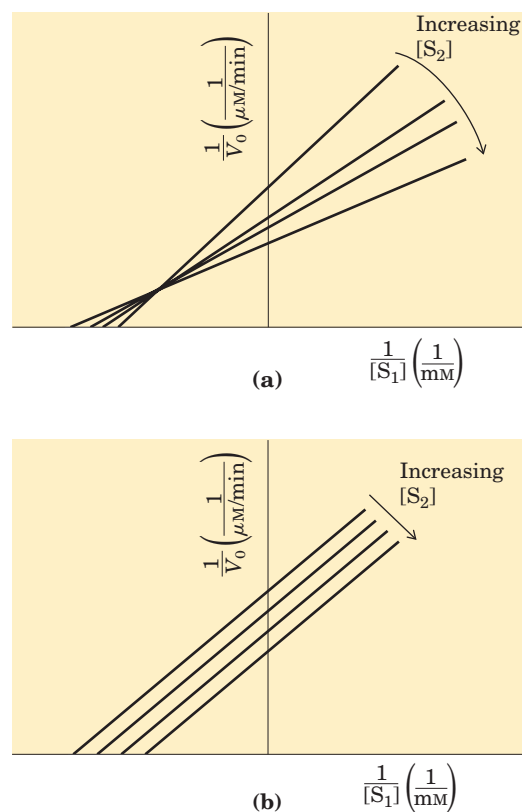 Increasing
[S₂]
1/V₀ (1/μM/min)
1/[S₁] (1/mM)
(a)
Increasing
[S₂]
1/V₀ (1/μM/min)
1/[S₁] (1/mM)
(b)